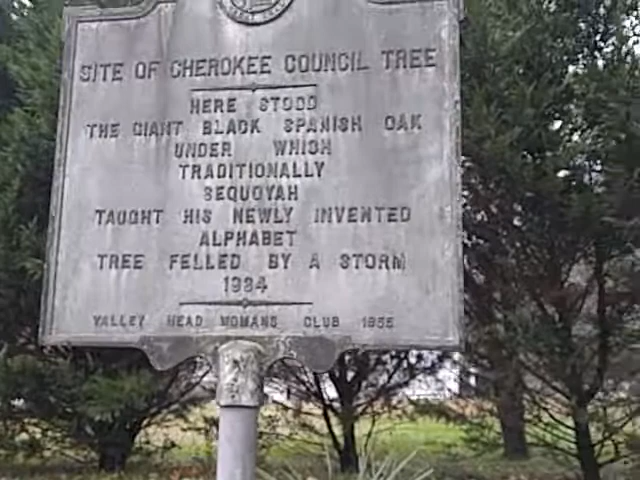 SITE OF CHEROKEE COUNCIL TREE
HERE STOOD
THE GIANT BLACK SPANISH OAK
UNDER WHICH
TRADITIONALLY
SEQUOYAH
TAUGHT HIS NEWLY INVENTED
ALPHABET
TREE FELLED BY A STORM
1934
VALLEY HEAD WOMANS CLUB